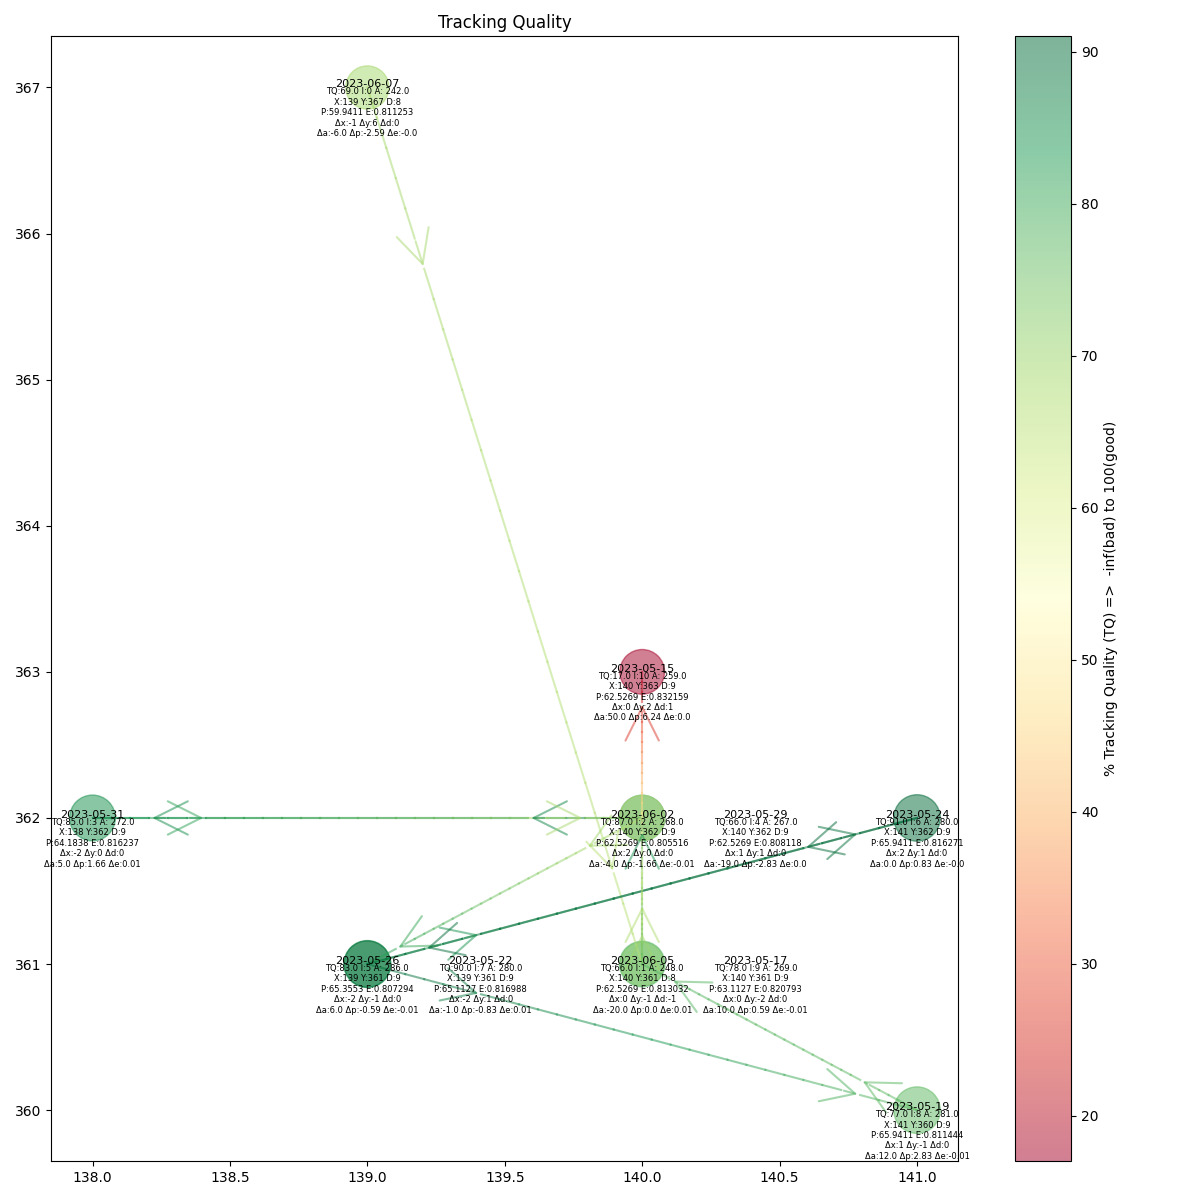 Tracking Quality
367
366
365
364
363
362
361
360
138.0
138.5
139.0
139.5
140.0
140.5
141.0
2023-06-07
TQ:69.0 I:0 A: 242.0
X:139 Y:367 D:8
P:59.9411 E:0.811253
Δx:-1 Δy:6 Δd:0
Δa:-6.0 Δp:-2.59 Δe:-0.0
2023-05-15
TQ:17.0 I:10 A: 259.0
X:140 Y:363 D:9
P:62.5269 E:0.832159
Δx:0 Δy:2 Δd:1
Δa:50.0 Δp:6.24 Δe:0.0
2023-05-31
TQ:85.0 I:3 A: 272.0
X:138 Y:362 D:9
P:64.1838 E:0.816237
Δx:-2 Δy:0 Δd:0
Δa:5.0 Δp:1.66 Δe:0.01
2023-06-02
TQ:87.0 I:2 A: 268.0
X:140 Y:362 D:9
P:62.5269 E:0.805516
Δx:2 Δy:0 Δd:0
Δa:-4.0 Δp:-1.66 Δe:-0.01
2023-05-29
TQ:66.0 I:4 A: 267.0
X:140 Y:362 D:9
P:62.5269 E:0.808118
Δx:1 Δy:1 Δd:0
Δa:-19.0 Δp:-2.83 Δe:0.0
2023-05-24
TQ:91.0 I:6 A: 280.0
X:141 Y:362 D:9
P:65.9411 E:0.816271
Δx:2 Δy:1 Δd:0
Δa:0.0 Δp:0.83 Δe:-0.0
2023-05-26
TQ:83.0 I:5 A: 286.0
X:139 Y:361 D:9
P:65.3553 E:0.807294
Δx:-2 Δy:-1 Δd:0
Δa:6.0 Δp:-0.59 Δe:-0.01
2023-05-22
TQ:90.0 I:7 A: 280.0
X:139 Y:361 D:9
P:65.1127 E:0.816988
Δx:-2 Δy:1 Δd:0
Δa:-1.0 Δp:-0.83 Δe:0.01
2023-06-05
TQ:66.0 I:1 A: 248.0
X:140 Y:361 D:8
P:62.5269 E:0.813032
Δx:0 Δy:-1 Δd:-1
Δa:-20.0 Δp:0.0 Δe:0.01
2023-05-17
TQ:78.0 I:9 A: 269.0
X:140 Y:361 D:9
P:63.1127 E:0.820793
Δx:0 Δy:-2 Δd:0
Δa:10.0 Δp:0.59 Δe:-0.01
2023-05-19
TQ:77.0 I:8 A: 281.0
X:141 Y:360 D:9
P:65.9411 E:0.811444
Δx:1 Δy:-1 Δd:0
Δa:12.0 Δp:2.83 Δe:-0.01
90
80
70
60
50
40
30
20
% Tracking Quality (TQ) => -inf(bad) to 100(good)